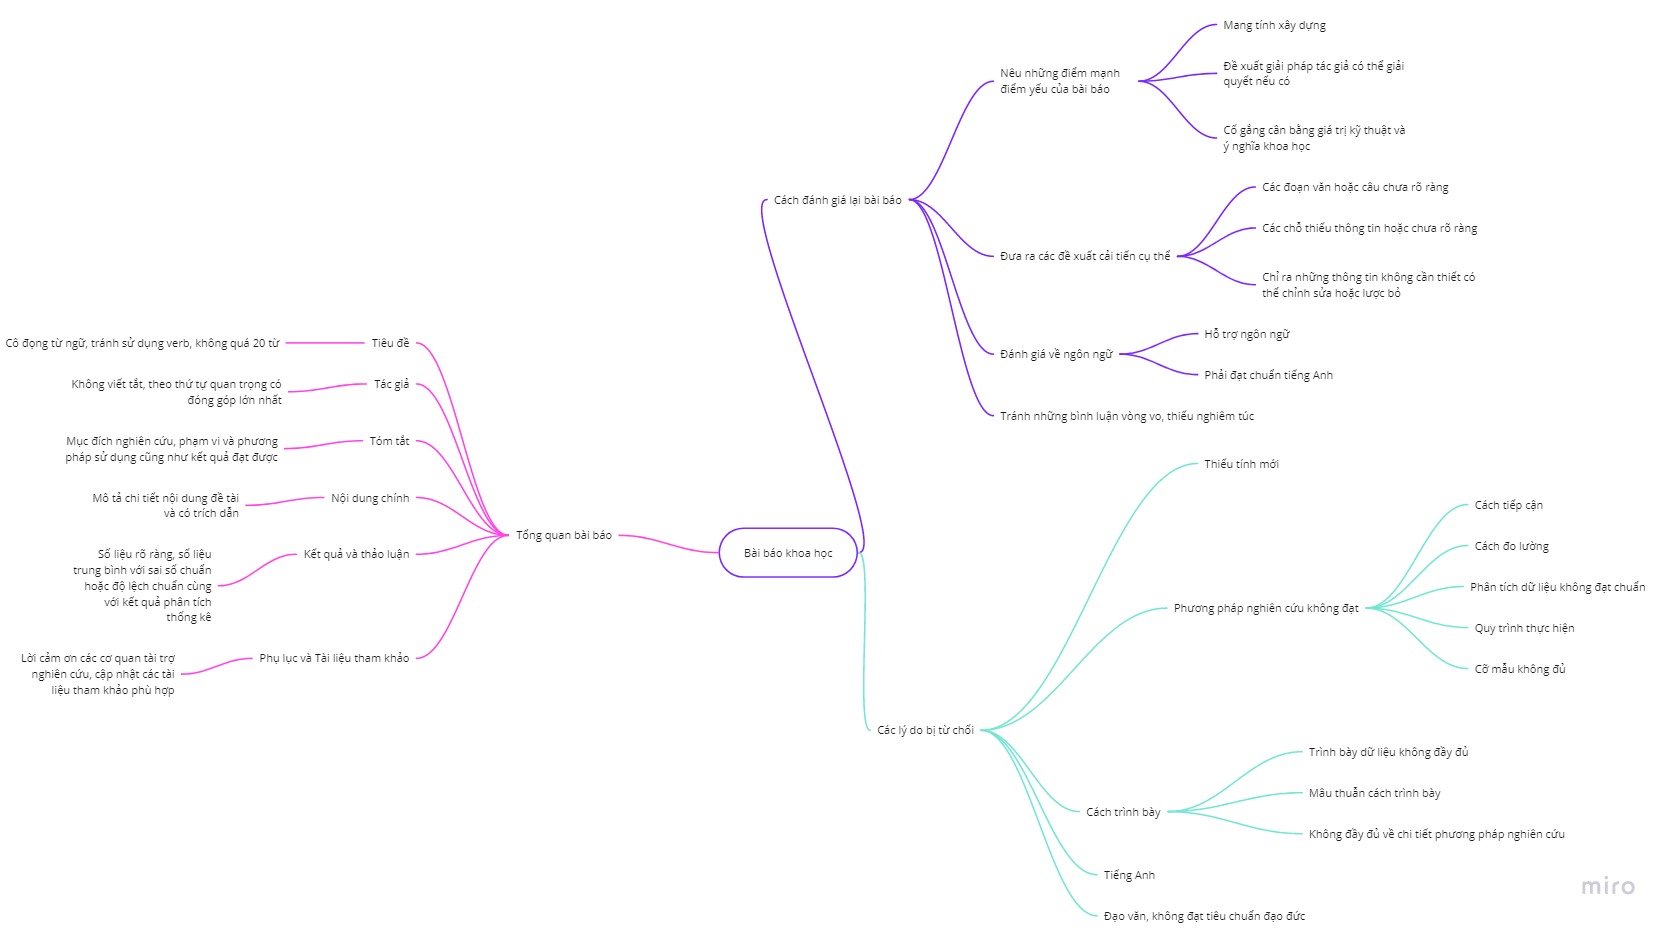 Bài báo khoa học
Tổng quan bài báo
Tiêu đề
Cô đọng từ ngữ, tránh sử dụng verb, không quá 20 từ
Tác giả
Không viết tắt, theo thứ tự quan trọng có
đóng góp lớn nhất
Tóm tắt
Mục đích nghiên cứu, phạm vi và phương
pháp sử dụng cũng như kết quả đạt được
Nội dung chính
Mô tả chi tiết nội dung đề tài
và có trích dẫn
Kết quả và thảo luận
Số liệu rõ ràng, số liệu
trung bình với sai số chuẩn
hoặc độ lệch chuẩn cùng
với kết quả phân tích
thống kê
Phụ lục và Tài liệu tham khảo
Lời cảm ơn các cơ quan tài trợ
nghiên cứu, cập nhật các tài
liệu tham khảo phù hợp
Cách đánh giá lại bài báo
Nêu những điểm mạnh
điểm yếu của bài báo
Mang tính xây dựng
Đề xuất giải pháp tác giả có thể giải
quyết nếu có
Cố gắng cân bằng giá trị kỹ thuật và
ý nghĩa khoa học
Đưa ra các đề xuất cải tiến cụ thể
Các đoạn văn hoặc câu chưa rõ ràng
Các chỗ thiếu thông tin hoặc chưa rõ ràng
Chỉ ra những thông tin không cần thiết có
thể chỉnh sửa hoặc lược bỏ
Đánh giá về ngôn ngữ
Hỗ trợ ngôn ngữ
Phải đạt chuẩn tiếng Anh
Tránh những bình luận vòng vo, thiếu nghiêm túc
Các lý do bị từ chối
Thiếu tính mới
Phương pháp nghiên cứu không đạt
Cách tiếp cận
Cách đo lường
Phân tích dữ liệu không đạt chuẩn
Quy trình thực hiện
Cỡ mẫu không đủ
Cách trình bày
Trình bày dữ liệu không đầy đủ
Mâu thuẫn cách trình bày
Không đầy đủ về chi tiết phương pháp nghiên cứu
Tiếng Anh
Đạo văn, không đạt tiêu chuẩn đạo đức
miro